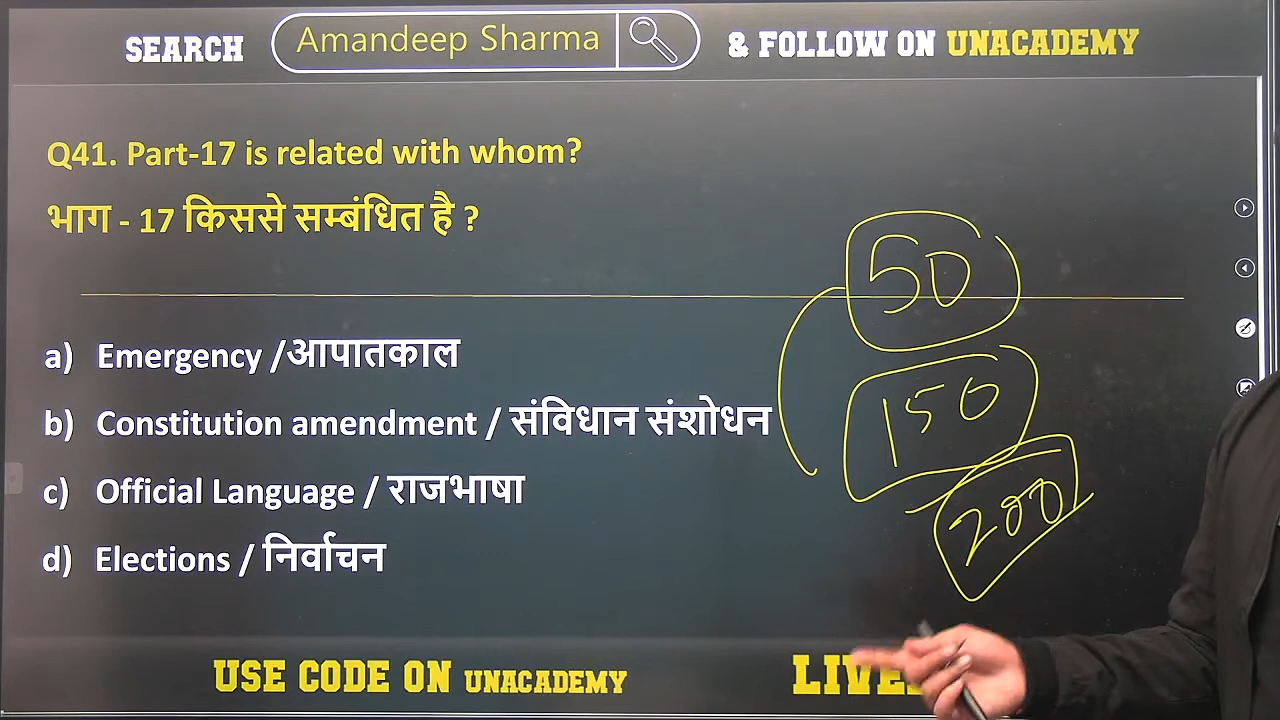 SEARCH Amandeep Sharma & FOLLOW ON UNACADEMY
Q41. Part-17 is related with whom?
भाग - 17 किससे सम्बंधित है ?
50
a) Emergency /आपातकाल
150
b) Constitution amendment / संविधान संशोधन
c) Official Language / राजभाषा
200
d) Elections / निर्वाचन
USE CODE ON UNACADEMY